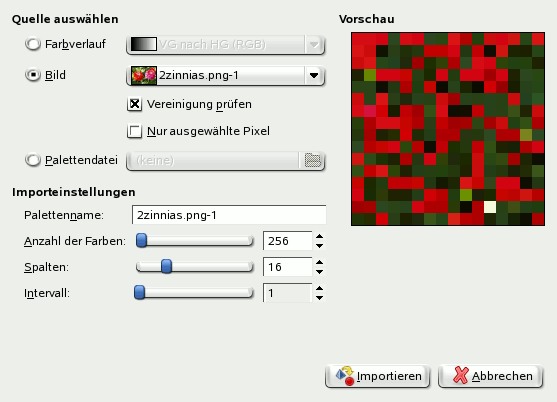 Quelle auswählen
Farbverlauf
VG nach HG (RGB)
Bild
2zinnias.png-1
Vereinigung prüfen
Nur ausgewählte Pixel
Palettendatei
(keine)
Importeinstellungen
Palettenname:
2zinnias.png-1
Anzahl der Farben:
256
Spalten:
16
Intervall:
1
Vorschau
Importieren
Abbrechen